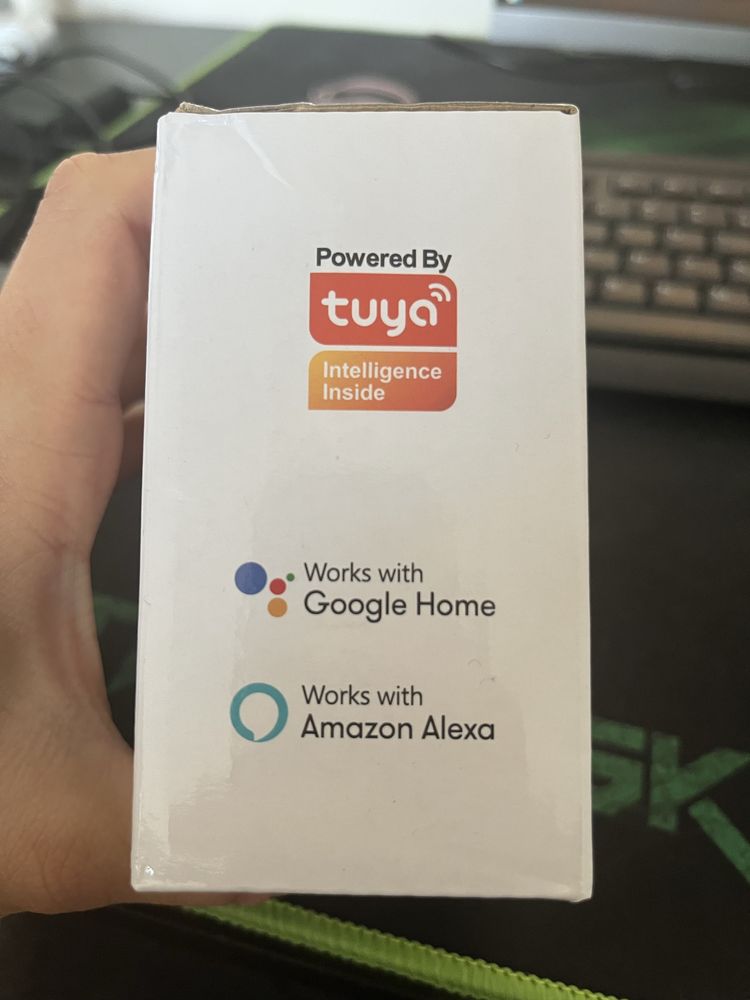 Powered By
tuya
Intelligence
Inside
Works with
Google Home
Works with
Amazon Alexa